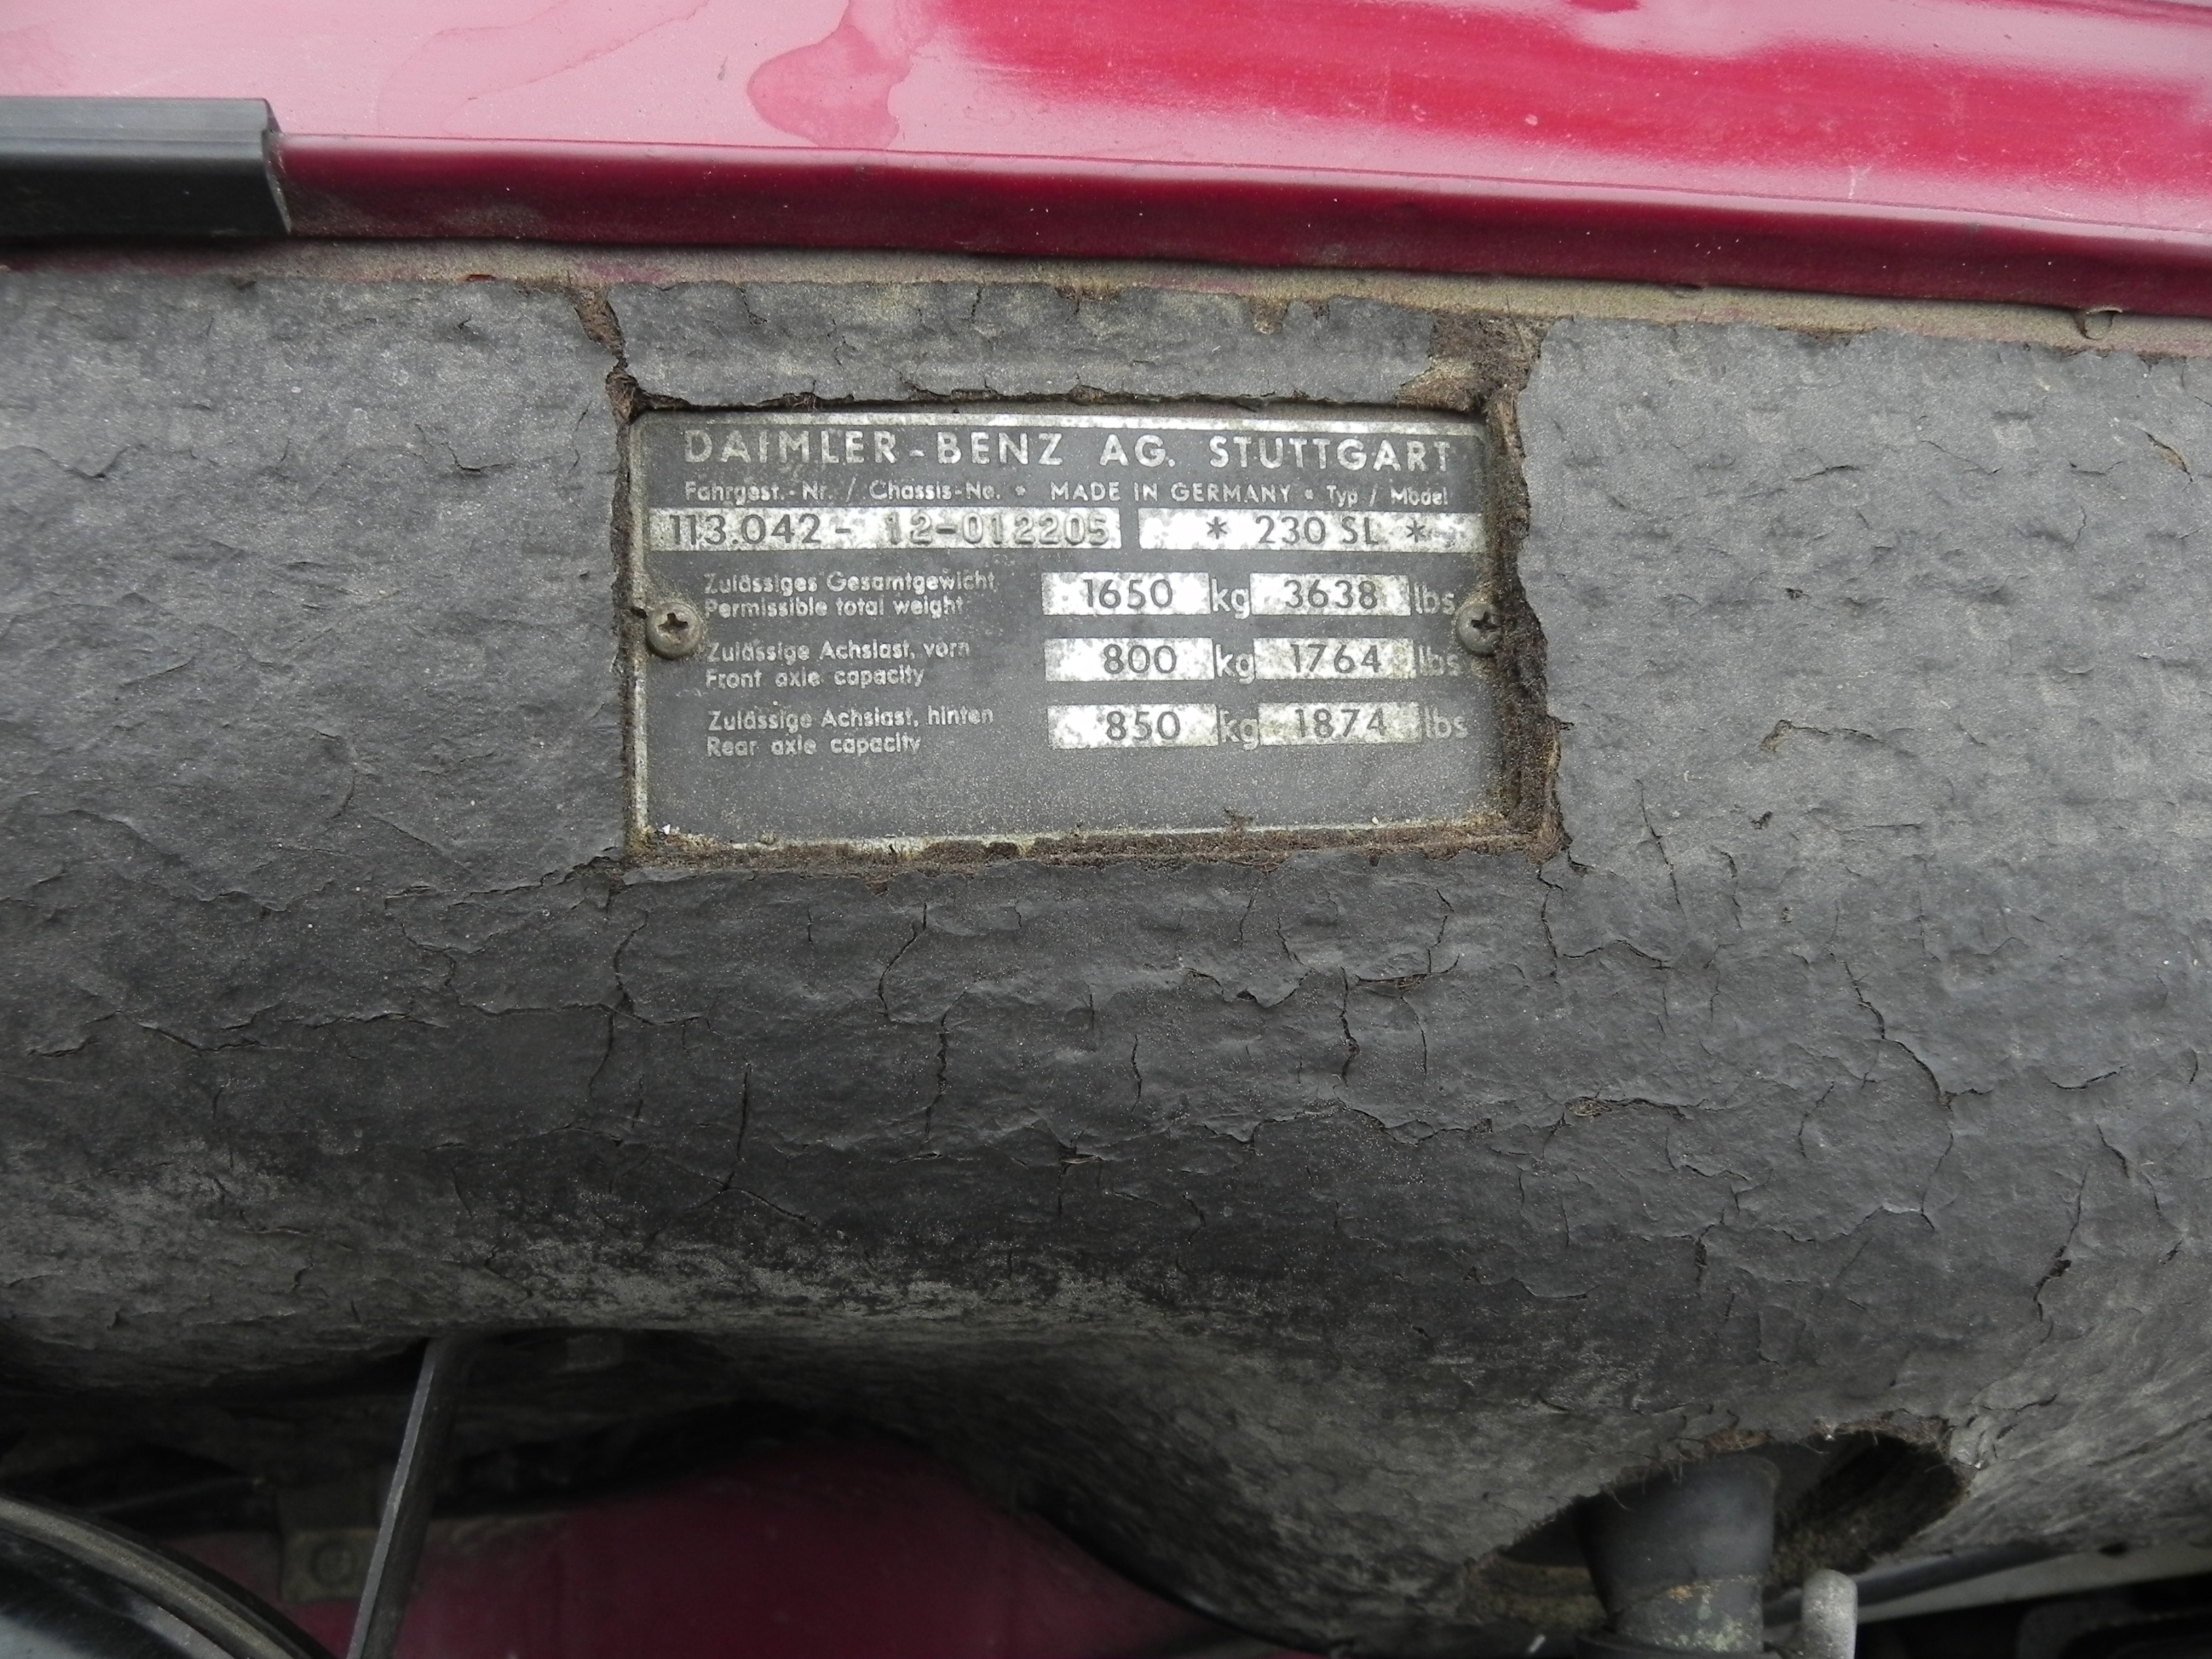 DAIMLER-BENZ AG. STUTTGART
Fahrgest.-Nr. / Chassis-No. • MADE IN GERMANY • Typ / Model
113.042- 12-012205 * 230 SL *
Zulässiges Gesamtgewicht
Permissible total weight 1650 kg 3638 lbs
Zulässige Achslast, vorn
Front axle capacity 800 kg 1764 lbs
Zulässige Achslast, hinten
Rear axle capacity 850 kg 1874 lbs